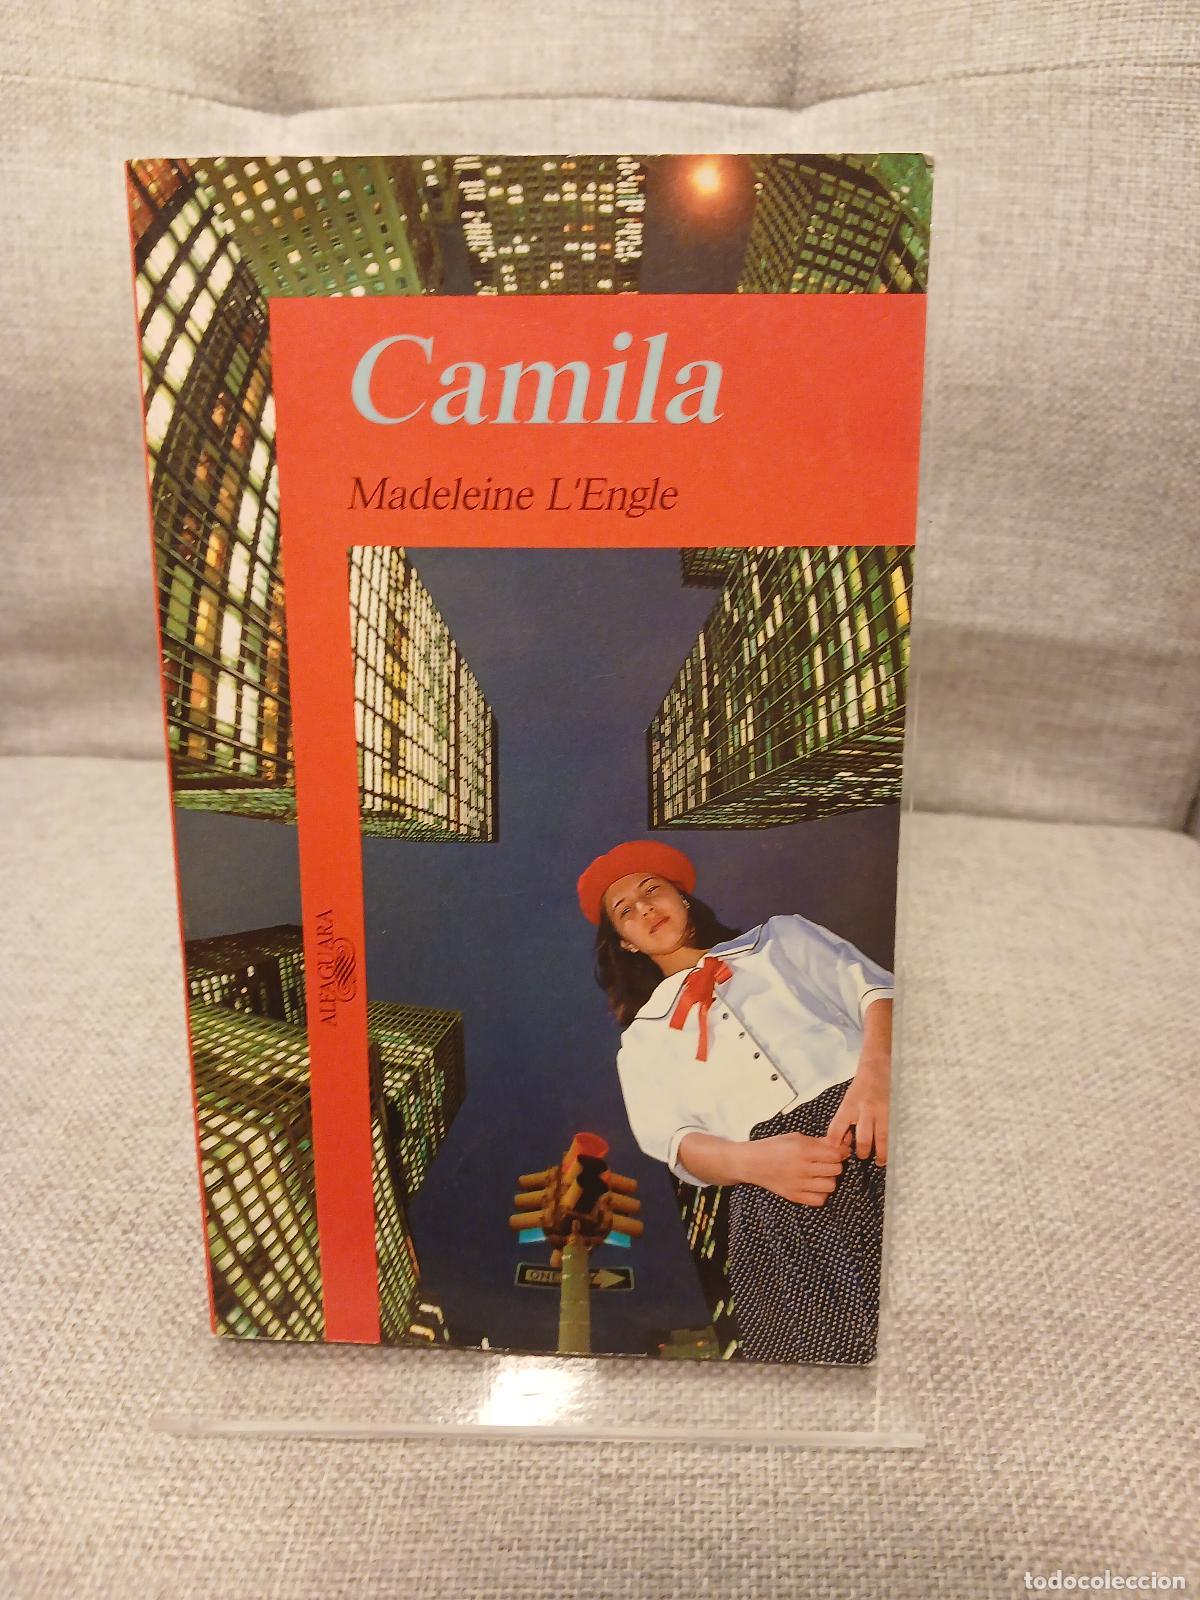 Camila
Madeleine L'Engle
ALFAGUARA
ONE WAY
todocoleccion